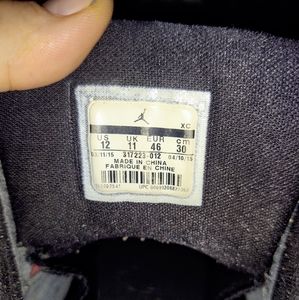 XC
US UK EUR cm
12 11 46 30
317223 012 04/10/15
MADE IN CHINA
FABRIQUE EN CHINE
UPC